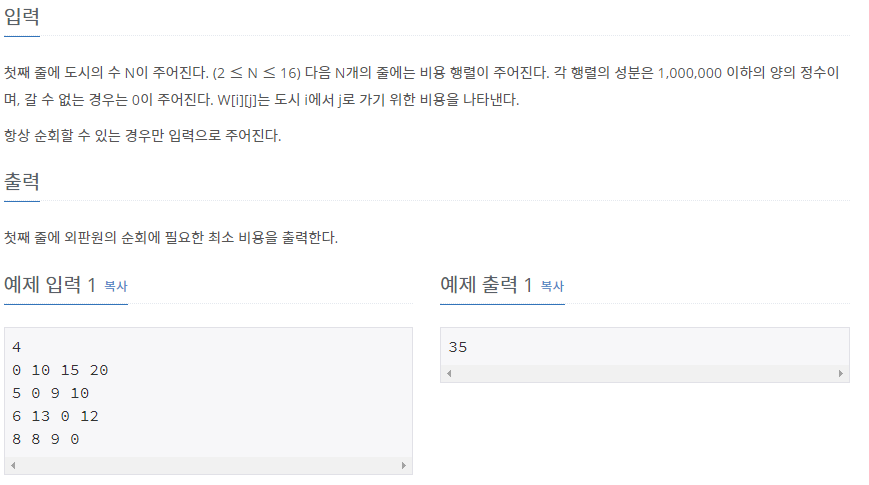 입력
첫째 줄에 도시의 수 N이 주어진다. (2 ≤ N ≤ 16) 다음 N개의 줄에는 비용 행렬이 주어진다. 각 행렬의 성분은 1,000,000 이하의 양의 정수이
며, 갈 수 없는 경우는 0이 주어진다. W[i][j]는 도시 i에서 j로 가기 위한 비용을 나타낸다.
항상 순회할 수 있는 경우만 입력으로 주어진다.
출력
첫째 줄에 외판원의 순회에 필요한 최소 비용을 출력한다.
예제 입력 1 복사
4
0 10 15 20
5 0 9 10
6 13 0 12
8 8 9 0
예제 출력 1 복사
35